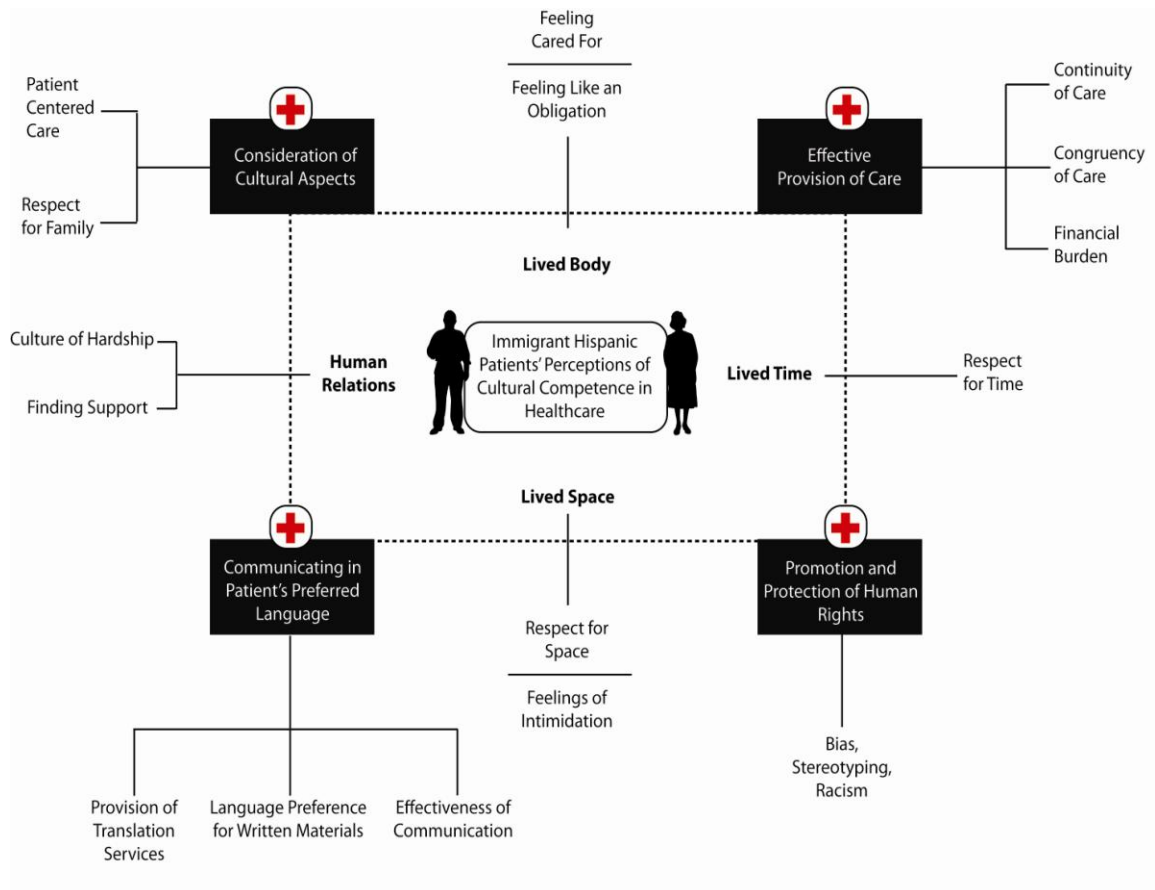 Feeling
Cared For
Feeling Like an
Obligation
Patient
Centered
Care
Respect
for Family
Consideration of
Cultural Aspects
Effective
Provision of Care
Continuity
of Care
Congruency
of Care
Financial
Burden
Lived Body
Culture of Hardship
Finding Support
Human
Relations
Immigrant Hispanic
Patients' Perceptions of
Cultural Competence in
Healthcare
Lived Time
Respect
for Time
Lived Space
Communicating in
Patient's Preferred
Language
Respect for
Space
Feelings of
Intimidation
Promotion and
Protection of Human
Rights
Bias,
Stereotyping,
Racism
Provision of
Translation
Services
Language Preference
for Written Materials
Effectiveness of
Communication